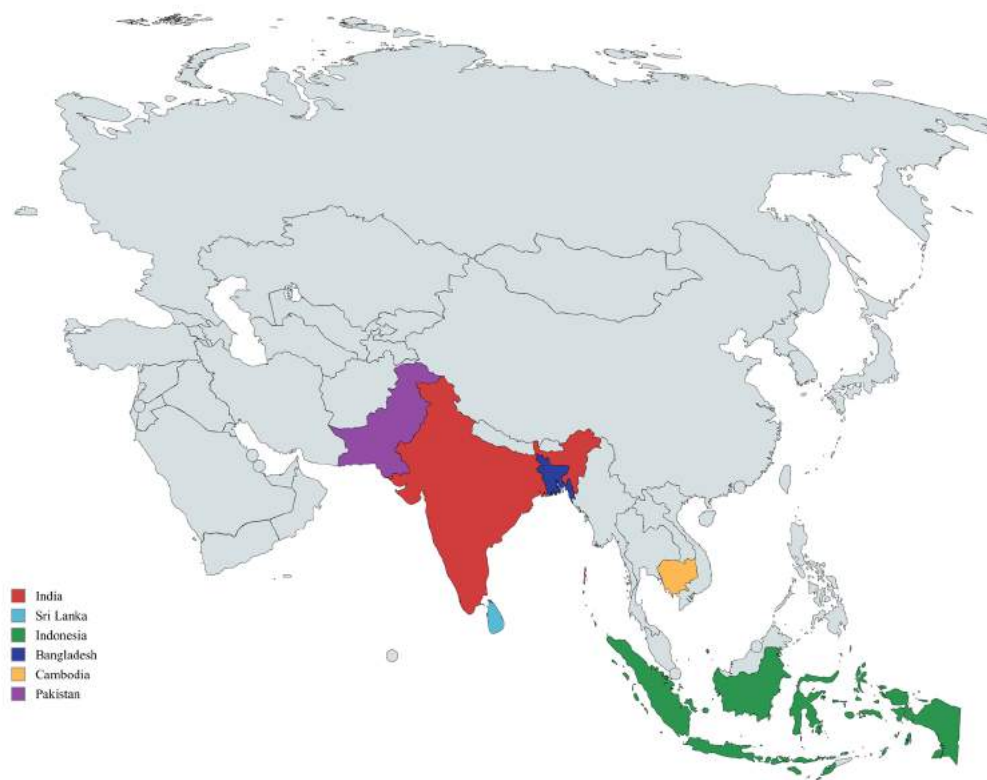 India
Sri Lanka
Indonesia
Bangladesh
Cambodia
Pakistan